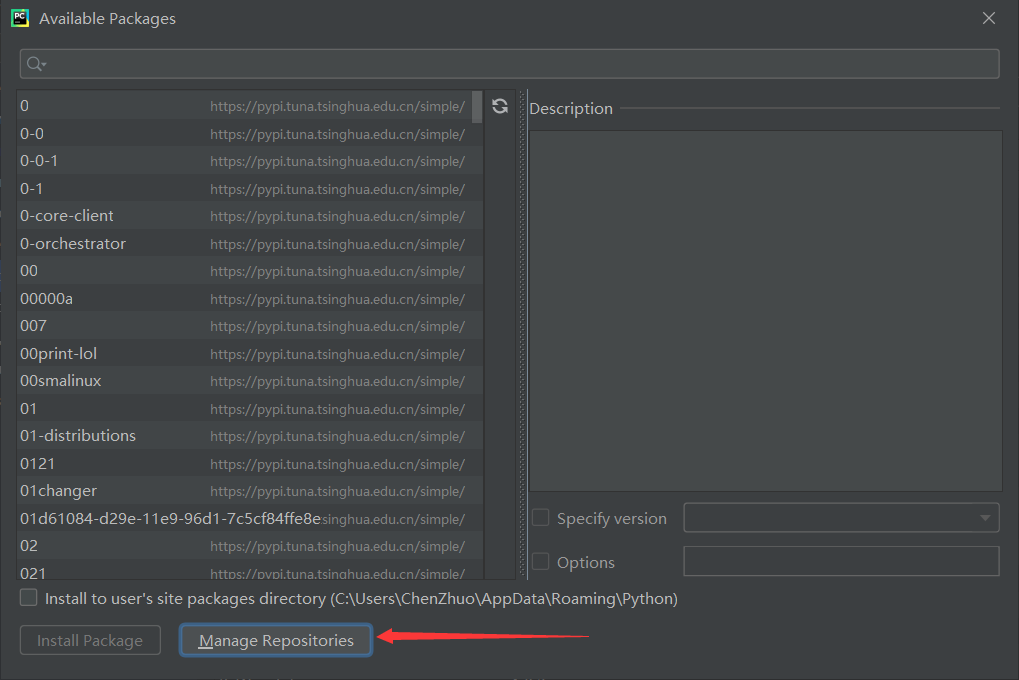 PC
Available Packages
0 https://pypi.tuna.tsinghua.edu.cn/simple/
0-0 https://pypi.tuna.tsinghua.edu.cn/simple/
0-0-1 https://pypi.tuna.tsinghua.edu.cn/simple/
0-1 https://pypi.tuna.tsinghua.edu.cn/simple/
0-core-client https://pypi.tuna.tsinghua.edu.cn/simple/
0-orchestrator https://pypi.tuna.tsinghua.edu.cn/simple/
00 https://pypi.tuna.tsinghua.edu.cn/simple/
00000a https://pypi.tuna.tsinghua.edu.cn/simple/
007 https://pypi.tuna.tsinghua.edu.cn/simple/
00print-lol https://pypi.tuna.tsinghua.edu.cn/simple/
00smalinux https://pypi.tuna.tsinghua.edu.cn/simple/
01 https://pypi.tuna.tsinghua.edu.cn/simple/
01-distributions https://pypi.tuna.tsinghua.edu.cn/simple/
0121 https://pypi.tuna.tsinghua.edu.cn/simple/
01changer https://pypi.tuna.tsinghua.edu.cn/simple/
01d61084-d29e-11e9-96d1-7c5cf84ffe8esinghua.edu.cn/simple/
02 https://pypi.tuna.tsinghua.edu.cn/simple/
021 https://pypi.tuna.tsinghua.edu.cn/simple/
Description
Specify version
Options
Install to user's site packages directory (C:\Users\ChenZhuo\AppData\Roaming\Python)
Install Package
Manage Repositories